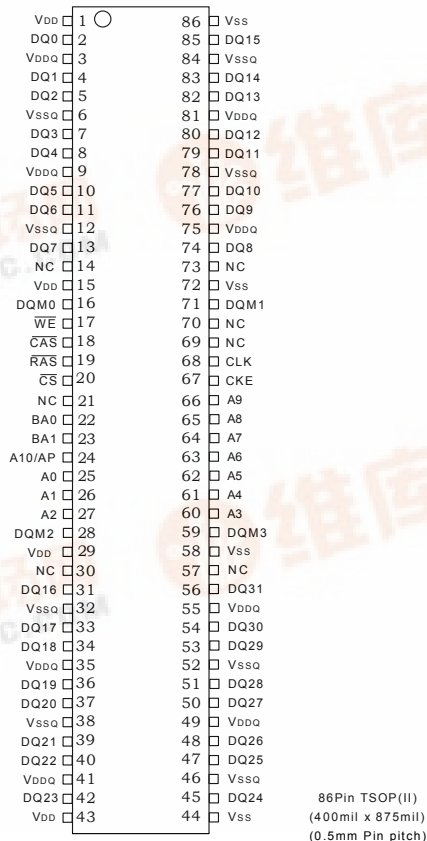 VDD 1 86 VSS
DQ0 2 85 DQ15
VDDQ 3 84 VSSQ
DQ1 4 83 DQ14
DQ2 5 82 DQ13
VSSQ 6 81 VDDQ
DQ3 7 80 DQ12
DQ4 8 79 DQ11
VDDQ 9 78 VSSQ
DQ5 10 77 DQ10
DQ6 11 76 DQ9
VSSQ 12 75 VDDQ
DQ7 13 74 DQ8
NC 14 73 NC
VDD 15 72 VSS
DQM0 16 71 DQM1
W̅E̅ 17 70 NC
C̅A̅S̅ 18 69 NC
R̅A̅S̅ 19 68 CLK
C̅S̅ 20 67 CKE
NC 21 66 A9
BA0 22 65 A8
BA1 23 64 A7
A10/AP 24 63 A6
A0 25 62 A5
A1 26 61 A4
A2 27 60 A3
DQM2 28 59 DQM3
VDD 29 58 VSS
NC 30 57 NC
DQ16 31 56 DQ31
VSSQ 32 55 VDDQ
DQ17 33 54 DQ30
DQ18 34 53 DQ29
VDDQ 35 52 VSSQ
DQ19 36 51 DQ28
DQ20 37 50 DQ27
VSSQ 38 49 VDDQ
DQ21 39 48 DQ26
DQ22 40 47 DQ25
VDDQ 41 46 VSSQ
DQ23 42 45 DQ24
VDD 43 44 VSS
86Pin TSOP(II)
(400mil x 875mil)
(0.5mm Pin pitch)
维库